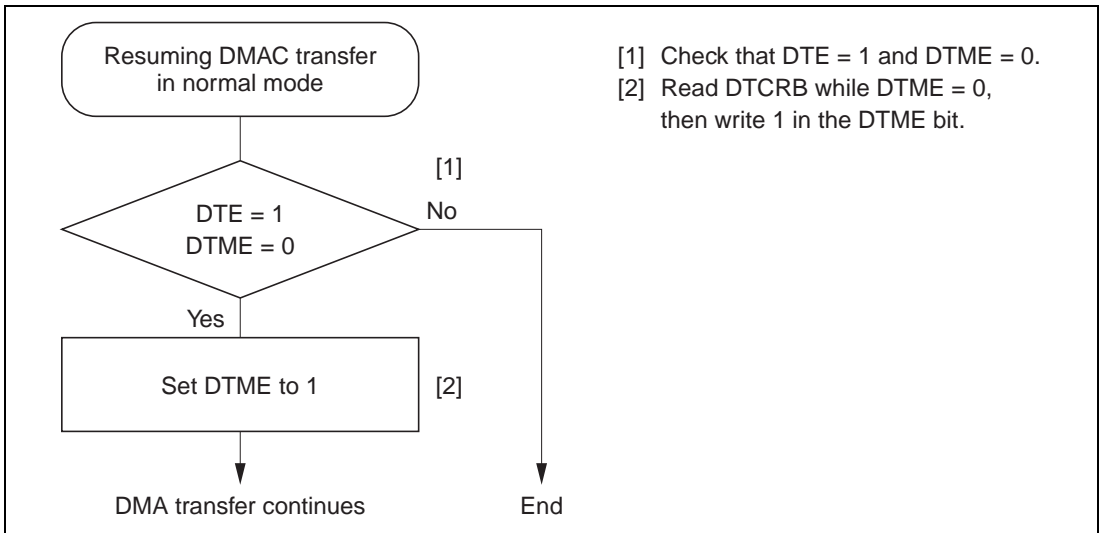 Resuming DMAC transfer
in normal mode
[1] Check that DTE = 1 and DTME = 0.
[2] Read DTCRB while DTME = 0,
then write 1 in the DTME bit.
[1]
DTE = 1
DTME = 0
No
Yes
Set DTME to 1
[2]
DMA transfer continues
End